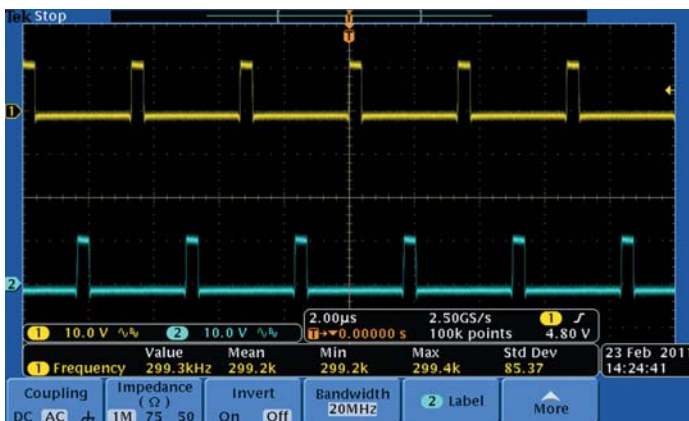 Tek Stop
T
T
1
2
2.00µs 2.50GS/s 1
1 10.0 V 2 10.0 V T→▼0.00000 s 100k points 4.80 V
Value Mean Min Max Std Dev 23 Feb 201
1 Frequency 299.3kHz 299.2k 299.2k 299.4k 85.37 14:24:41
Coupling Impedance Invert Bandwidth 2 Label More
(Ω) 20MHz
DC AC 1M 75 50 On Off